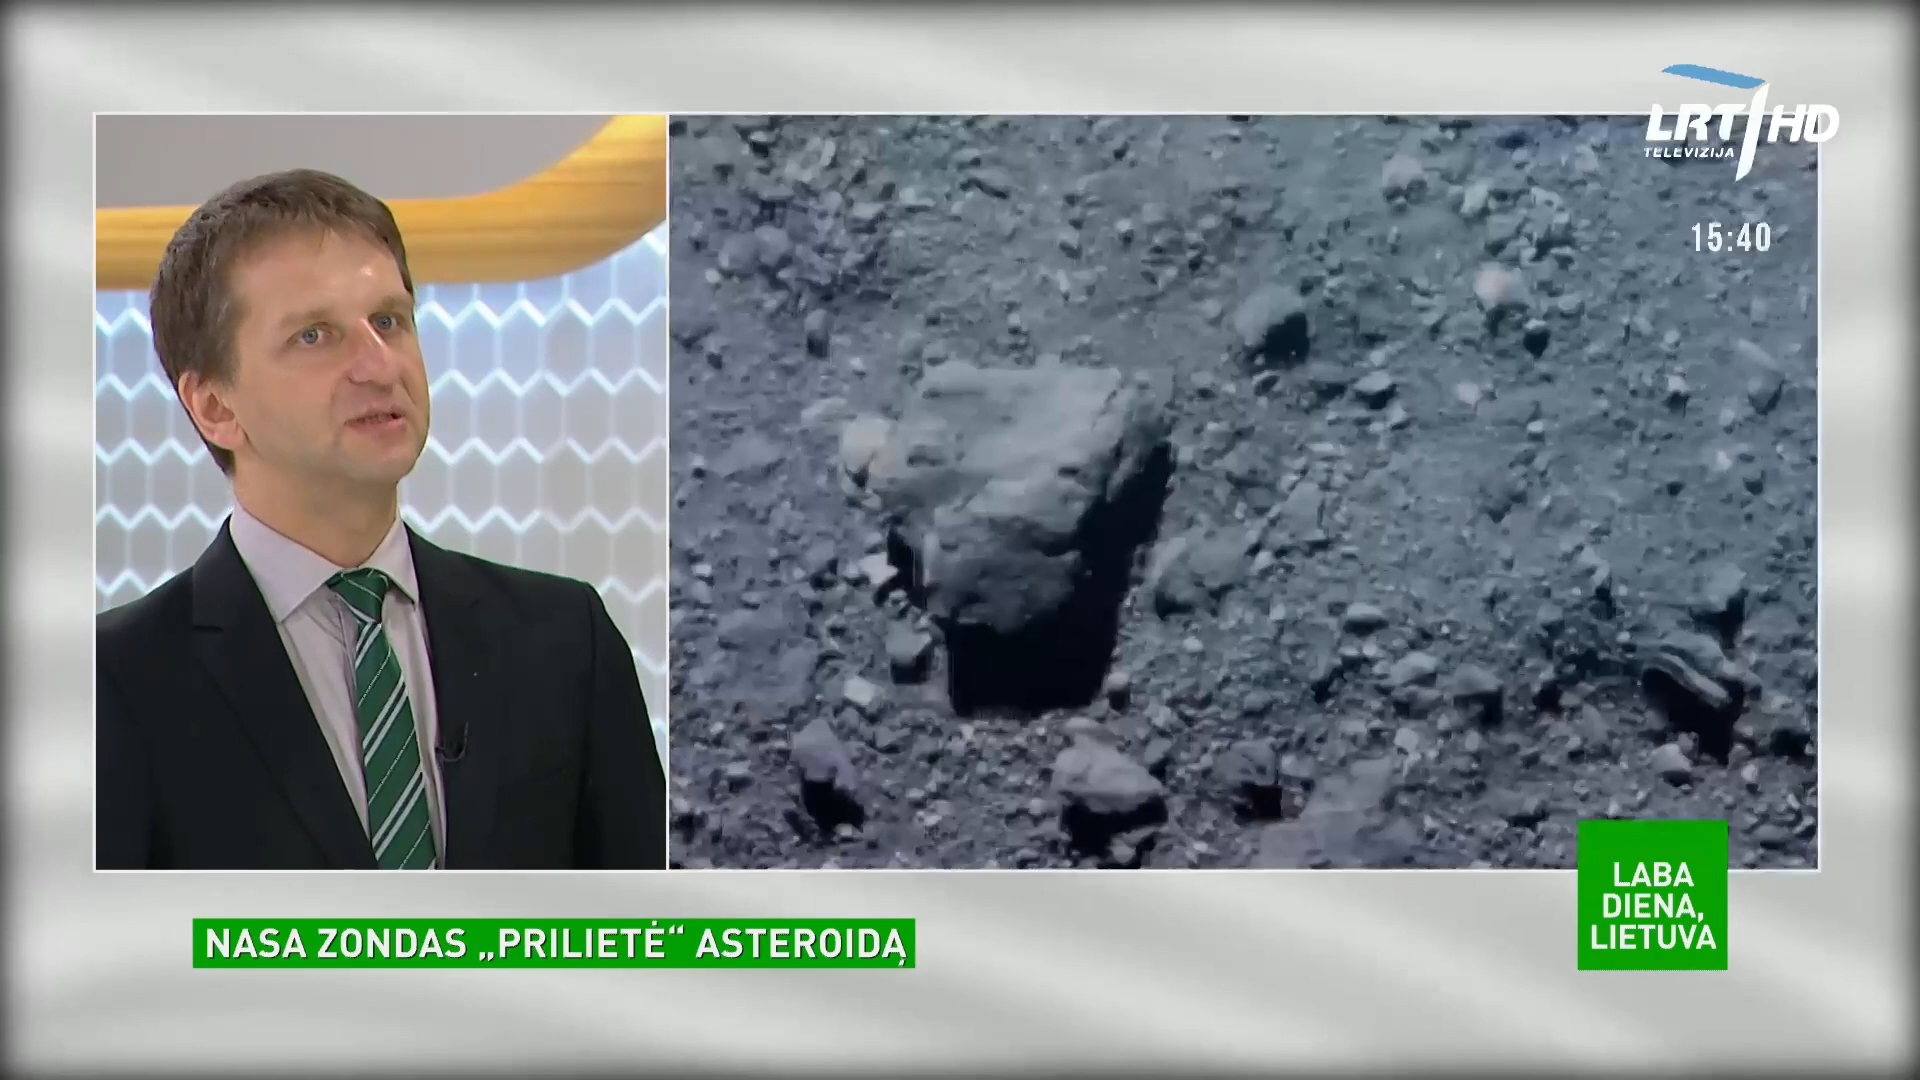 LRT HD
TELEVIZIJA
15:40
LABA
DIENA,
LIETUVA
NASA ZONDAS „PRILIETĖ“ ASTEROIDĄ